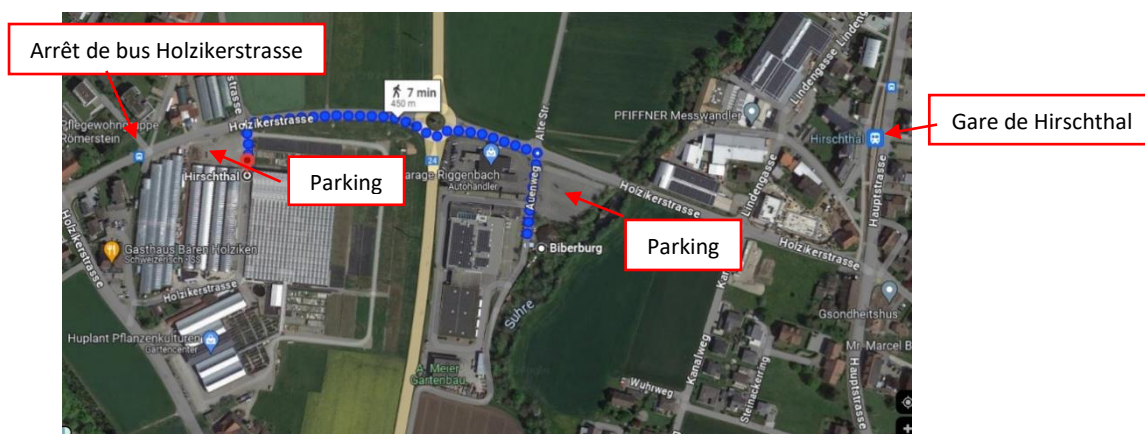 Arrêt de bus Holzikerstrasse
Gare de Hirschthal
Parking
Parking
7 min
450 m
Holzikerstrasse
Römerstein
Hirschthal
24
Garage Riggenbach
Autohändler
Alte Str.
Auenweg
Biberburg
PFIFFNER Messwandler
Lindengasse
Lindengasse
Hirschthal
Hauptstrasse
Holzikerstrasse
Holzikerstrasse
Holzikerstrasse
Gasthaus Bären Holziken
Holzikerstrasse
Huplant Pflanzenkulturen
Gartencenter
A. Meier
Gartenbau
Suhre
Kanalweg
Wuhrweg
Steinackerring
Gsondheitshus
Mr. Marcel B
Hauptstrasse